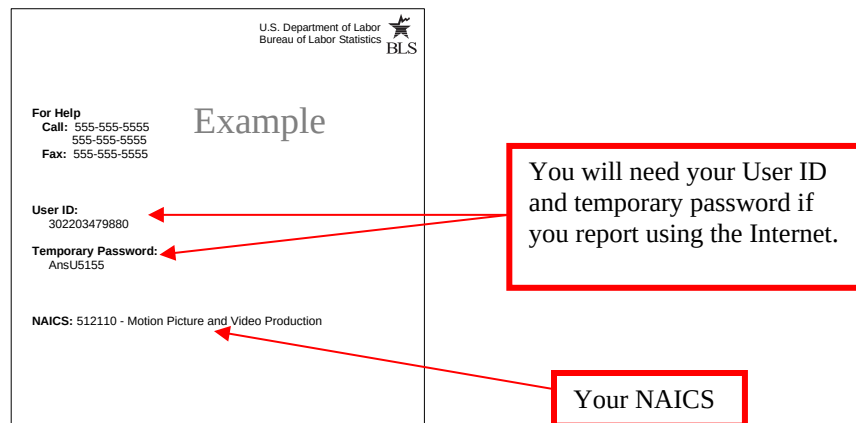 U.S. Department of Labor
Bureau of Labor Statistics
BLS
For Help
Call: 555-555-5555
555-555-5555
Fax: 555-555-5555
Example
User ID:
302203479880
Temporary Password:
AnsU5155
NAICS: 512110 - Motion Picture and Video Production
You will need your User ID
and temporary password if
you report using the Internet.
Your NAICS